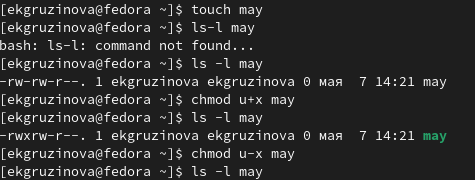 [ekgruzinova@fedora ~]$ touch may
[ekgruzinova@fedora ~]$ ls-l may
bash: ls-l: command not found...
[ekgruzinova@fedora ~]$ ls -l may
-rw-rw-r--. 1 ekgruzinova ekgruzinova 0 мая  7 14:21 may
[ekgruzinova@fedora ~]$ chmod u+x may
[ekgruzinova@fedora ~]$ ls -l may
-rwxrw-r--. 1 ekgruzinova ekgruzinova 0 мая  7 14:21 may
[ekgruzinova@fedora ~]$ chmod u-x may
[ekgruzinova@fedora ~]$ ls -l may